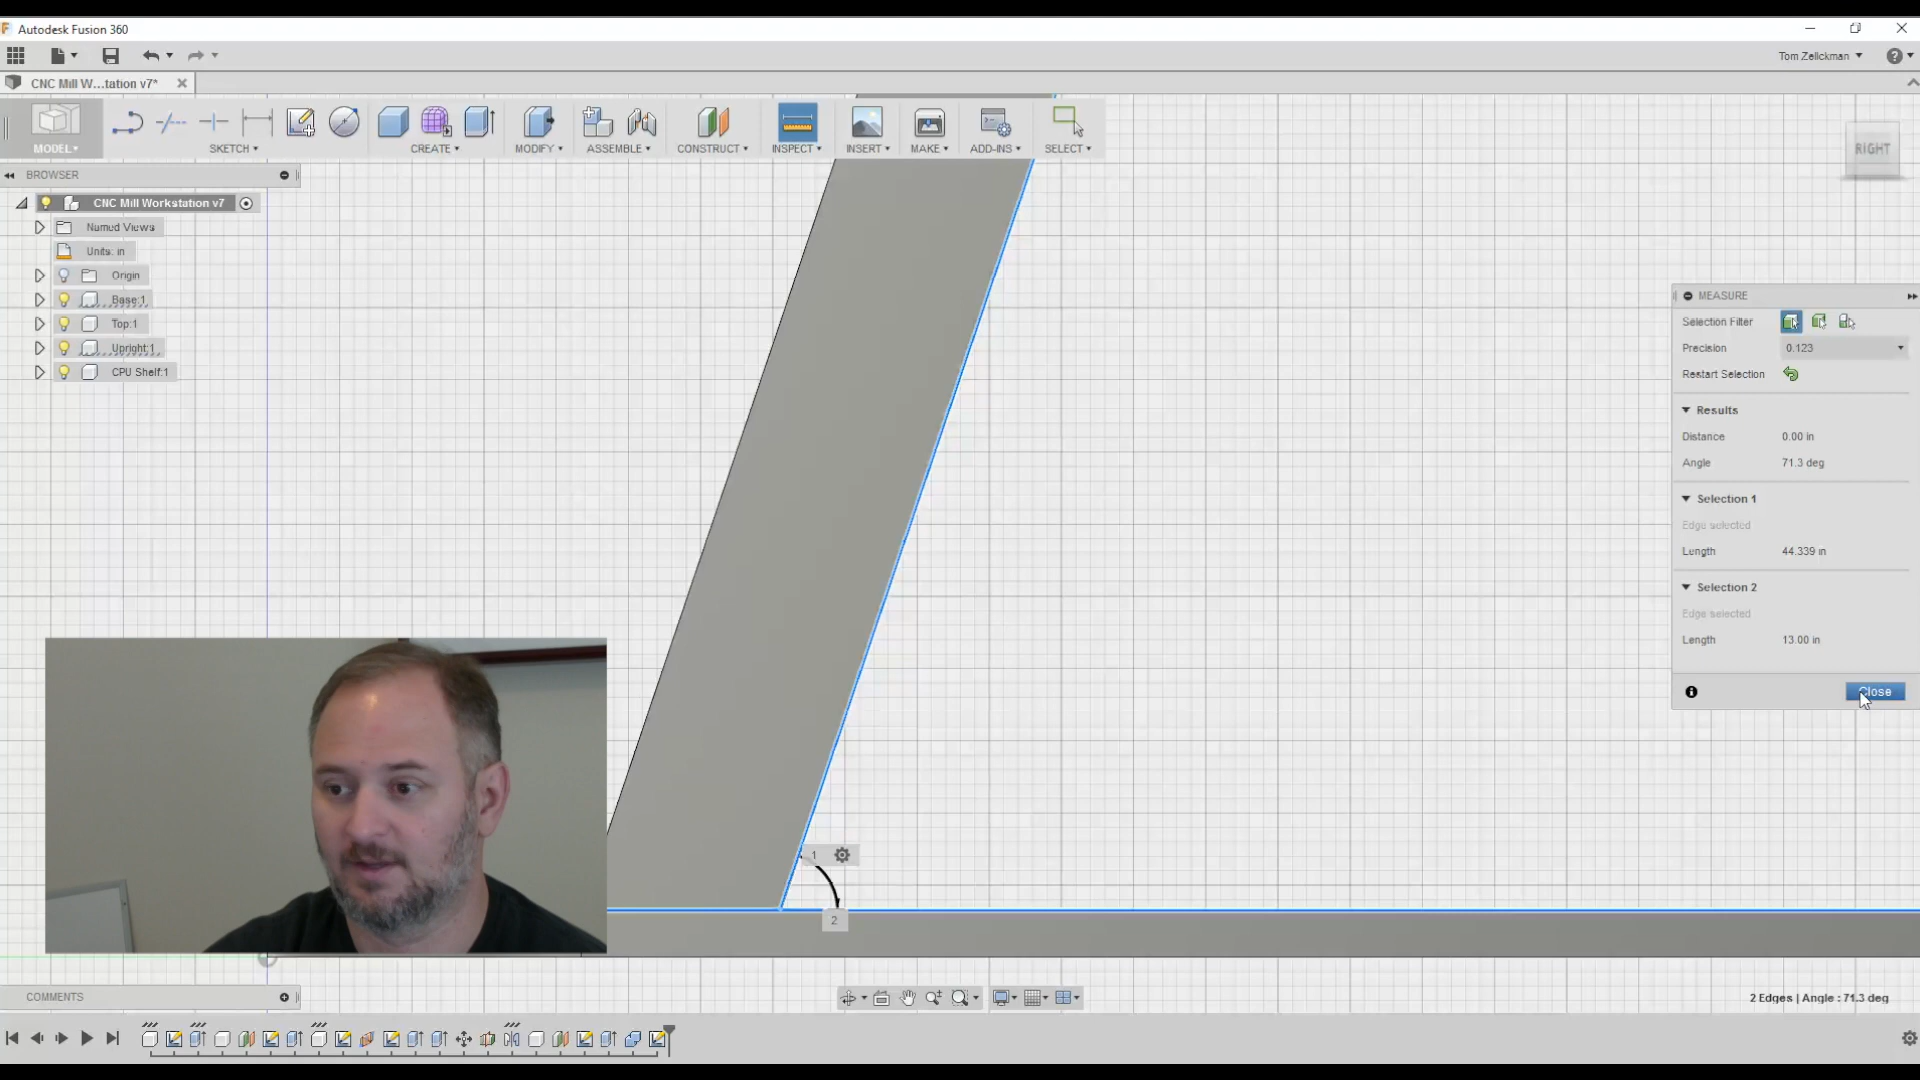 Autodesk Fusion 360
Tom Zelickman
CNC Mill W...tation v7*
MODEL
SKETCH
CREATE
MODIFY
ASSEMBLE
CONSTRUCT
INSPECT
INSERT
MAKE
ADD-INS
SELECT
RIGHT
BROWSER
CNC Mill Workstation v7
Named Views
Units: in
Origin
Base:1
Top:1
Upright:1
CPU Shelf:1
MEASURE
Selection Filter
Precision 0.123
Restart Selection
Results
Distance 0.00 in
Angle 71.3 deg
Selection 1
Edge selected
Length 44.339 in
Selection 2
Edge selected
Length 13.00 in
Close
1
2
COMMENTS
2 Edges | Angle : 71.3 deg